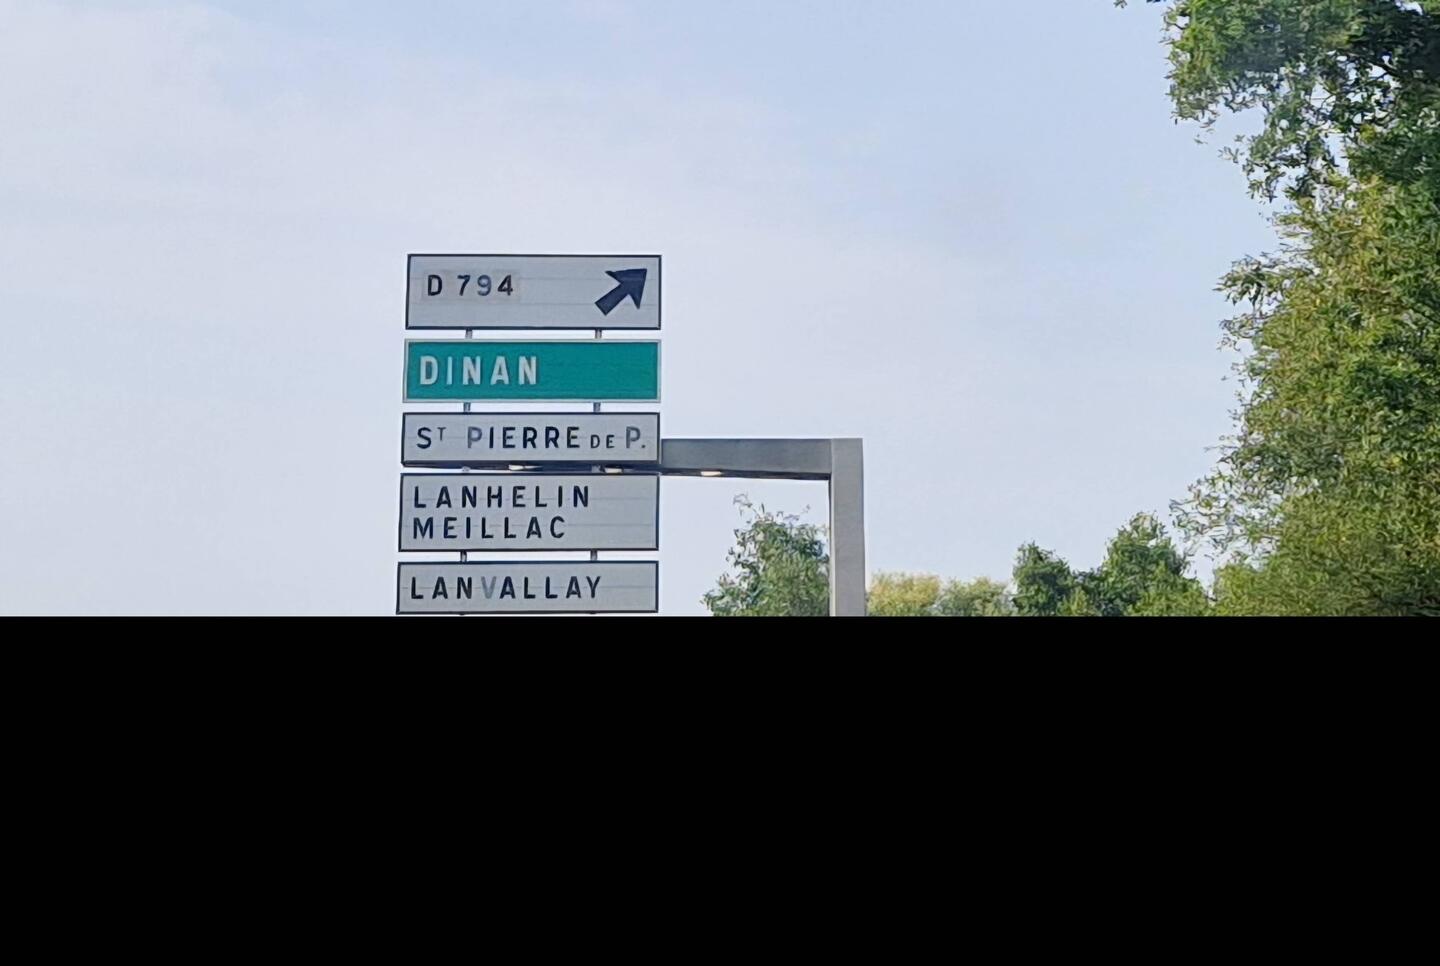 D 794
DINAN
ST PIERRE DE P.
LANHELIN
MEILLAC
LANVALLAY